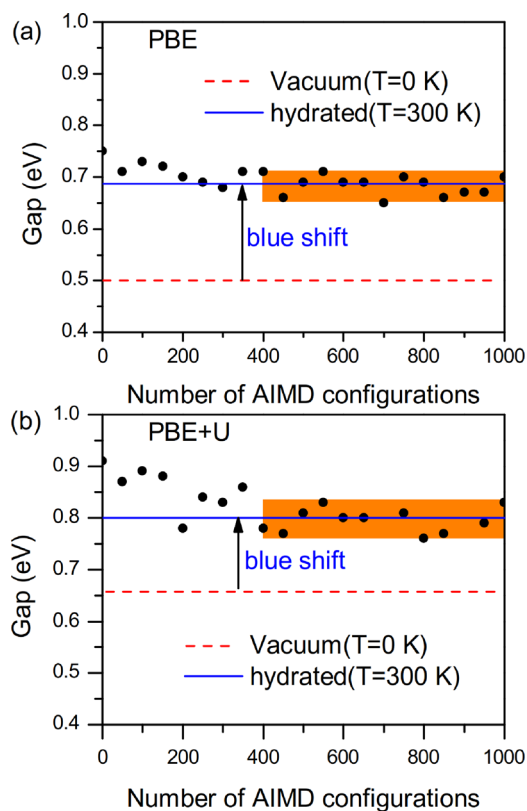 (a)
PBE
Vacuum(T=0 K)
hydrated(T=300 K)
blue shift
Gap (eV)
1.0
0.9
0.8
0.7
0.6
0.5
0.4
0 200 400 600 800 1000
Number of AIMD configurations
(b)
PBE+U
blue shift
Vacuum(T=0 K)
hydrated(T=300 K)
Gap (eV)
1.0
0.9
0.8
0.7
0.6
0.5
0.4
0 200 400 600 800 1000
Number of AIMD configurations